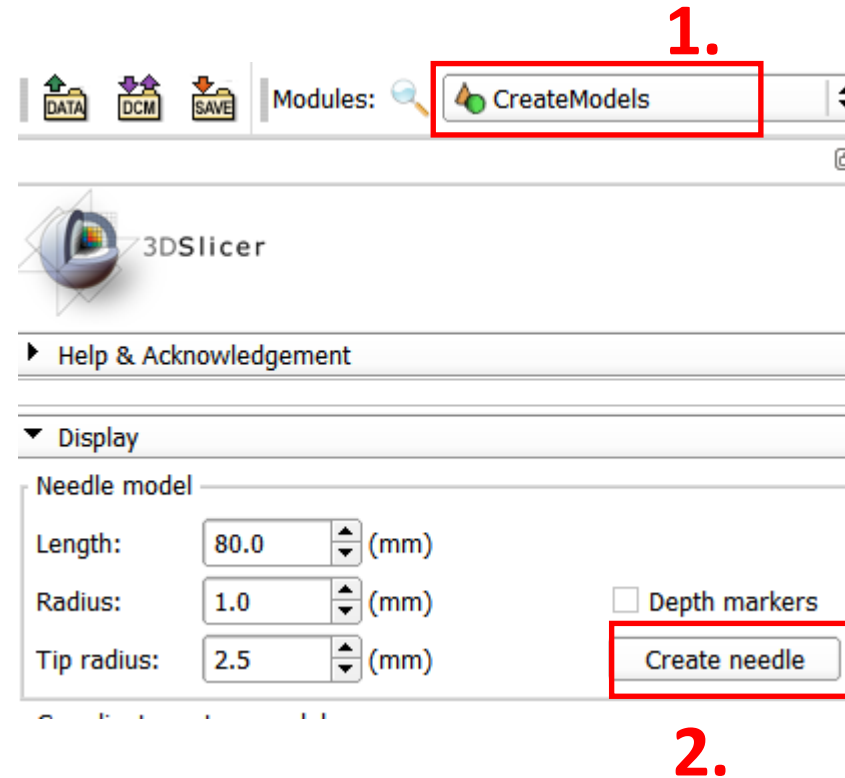 1.
DATA DCM SAVE Modules: CreateModels
3DSlicer
Help & Acknowledgement
Display
Needle model
Length: 80.0 (mm)
Radius: 1.0 (mm) Depth markers
Tip radius: 2.5 (mm) Create needle
2.